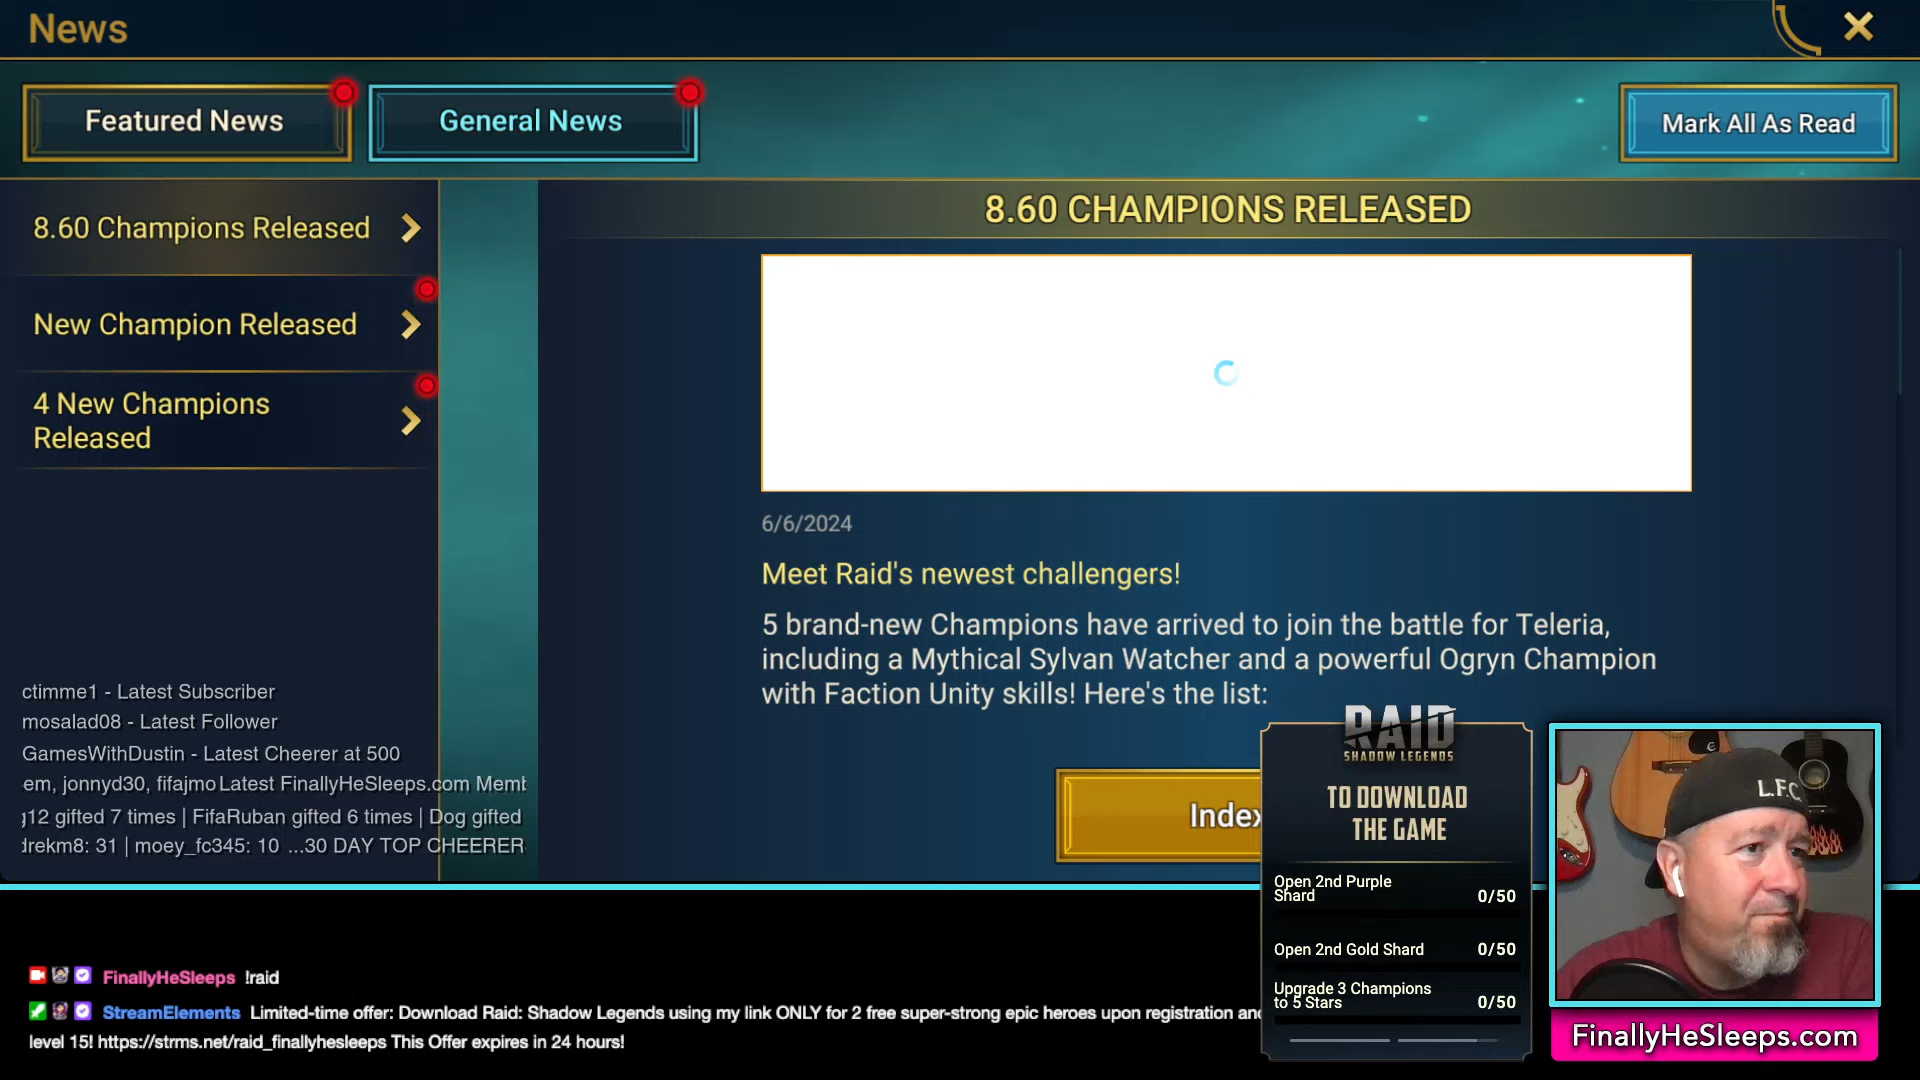 News
Featured News
General News
Mark All As Read
8.60 Champions Released
New Champion Released
4 New Champions
Released
8.60 CHAMPIONS RELEASED
6/6/2024
Meet Raid's newest challengers!
5 brand-new Champions have arrived to join the battle for Teleria,
including a Mythical Sylvan Watcher and a powerful Ogryn Champion
with Faction Unity skills! Here's the list:
Index
ctimme1 - Latest Subscriber
mosalad08 - Latest Follower
GamesWithDustin - Latest Cheerer at 500
em, jonnyd30, fifajmo Latest FinallyHeSleeps.com Memb
12 gifted 7 times | FifaRuban gifted 6 times | Dog gifted
drekm8: 31 | moey_fc345: 10 ...30 DAY TOP CHEERER
RAID
SHADOW LEGENDS
TO DOWNLOAD
THE GAME
Open 2nd Purple
Shard 0/50
Open 2nd Gold Shard 0/50
Upgrade 3 Champions
to 5 Stars 0/50
L.F.C
FinallyHeSleeps.com
FinallyHeSleeps !raid
StreamElements Limited-time offer: Download Raid: Shadow Legends using my link ONLY for 2 free super-strong epic heroes upon registration and
level 15! https://strms.net/raid_finallyhesleeps This Offer expires in 24 hours!